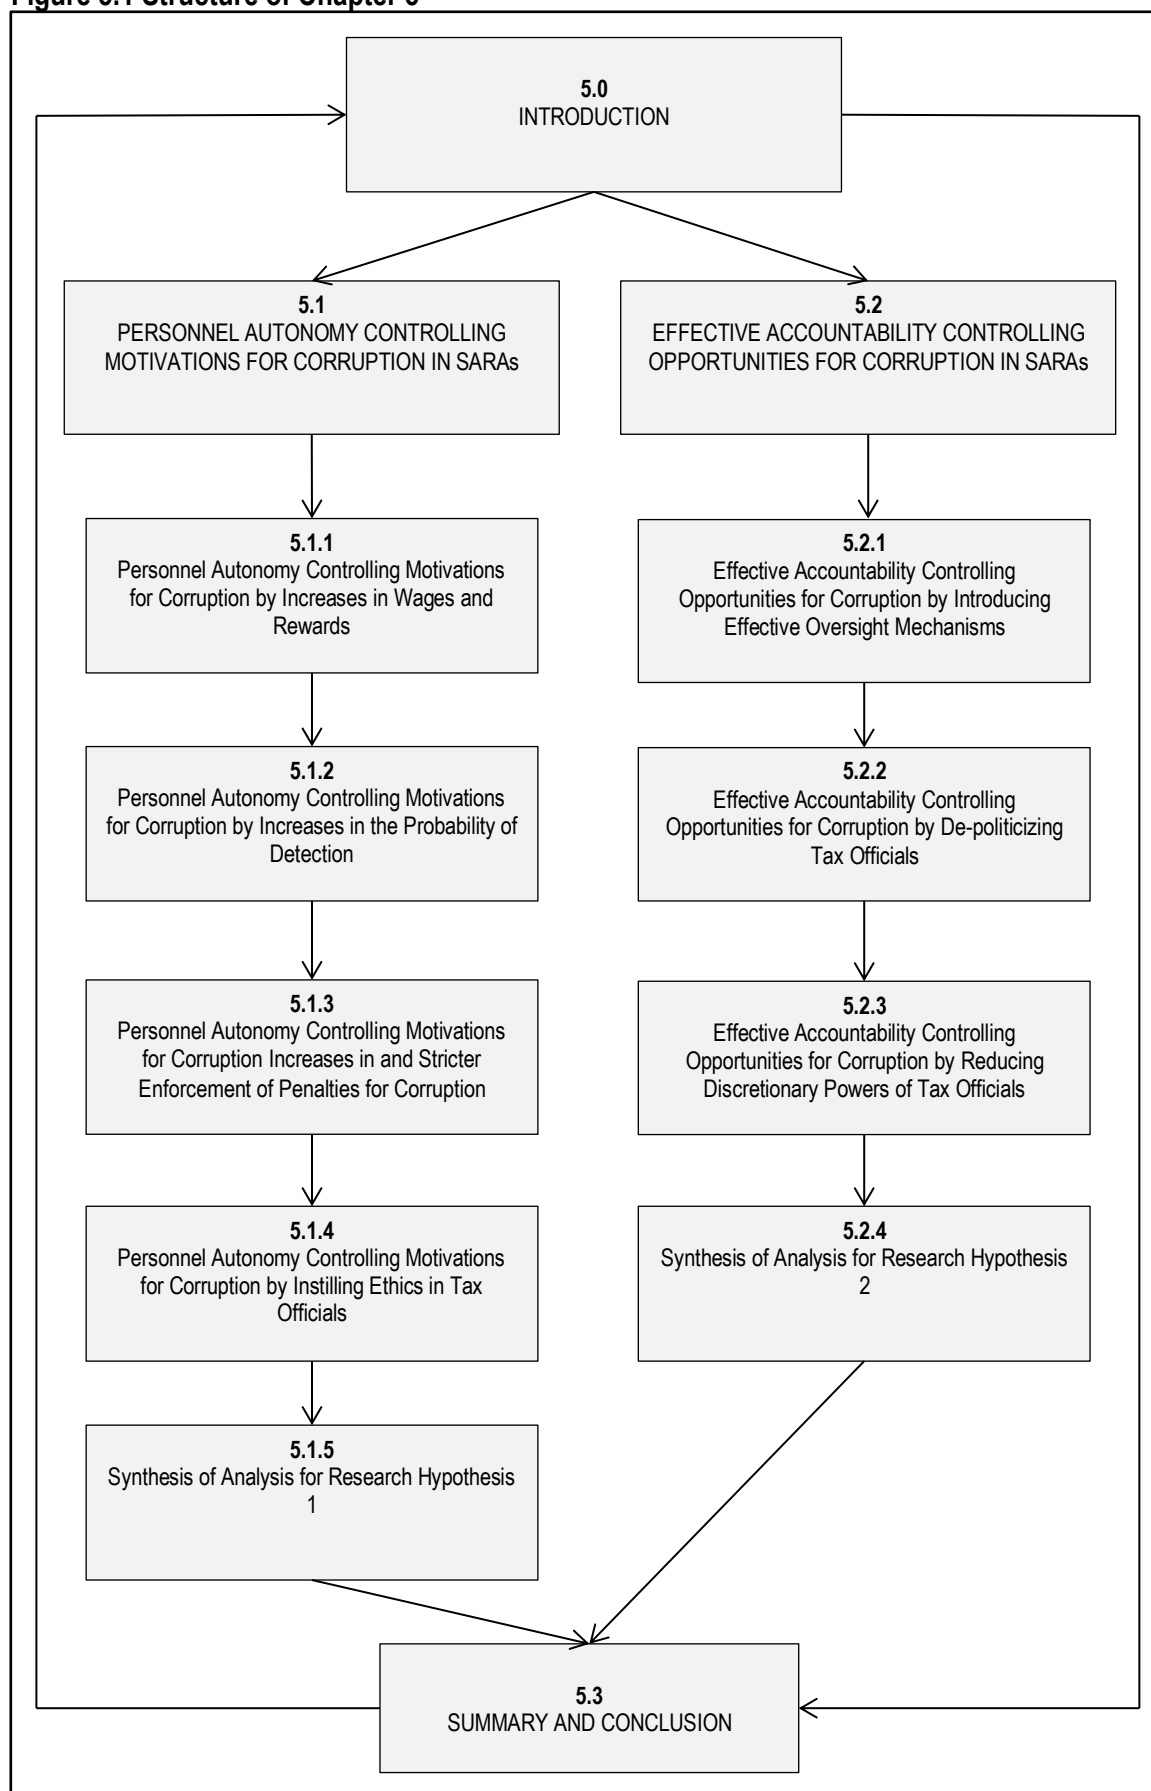 Figure 5.1 Structure of Chapter 5
5.0
INTRODUCTION
5.1
PERSONNEL AUTONOMY CONTROLLING
MOTIVATIONS FOR CORRUPTION IN SARAs
5.2
EFFECTIVE ACCOUNTABILITY CONTROLLING
OPPORTUNITIES FOR CORRUPTION IN SARAs
5.1.1
Personnel Autonomy Controlling Motivations
for Corruption by Increases in Wages and
Rewards
5.2.1
Effective Accountability Controlling
Opportunities for Corruption by Introducing
Effective Oversight Mechanisms
5.1.2
Personnel Autonomy Controlling Motivations
for Corruption by Increases in the Probability of
Detection
5.2.2
Effective Accountability Controlling
Opportunities for Corruption by De-politicizing
Tax Officials
5.1.3
Personnel Autonomy Controlling Motivations
for Corruption Increases in and Stricter
Enforcement of Penalties for Corruption
5.2.3
Effective Accountability Controlling
Opportunities for Corruption by Reducing
Discretionary Powers of Tax Officials
5.1.4
Personnel Autonomy Controlling Motivations
for Corruption by Instilling Ethics in Tax
Officials
5.2.4
Synthesis of Analysis for Research Hypothesis
2
5.1.5
Synthesis of Analysis for Research Hypothesis
1
5.3
SUMMARY AND CONCLUSION